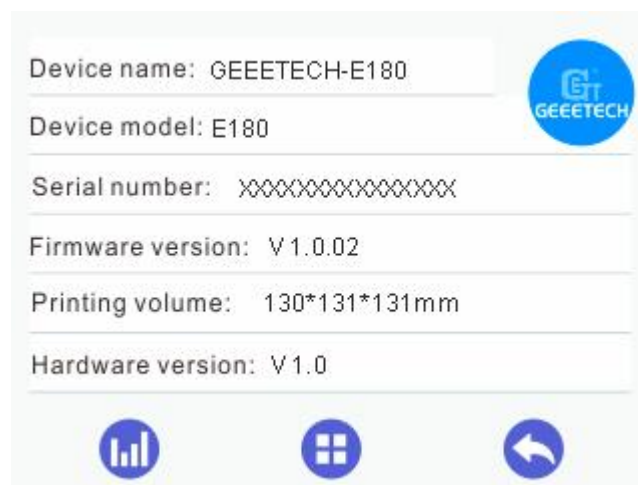 Device name: GEEETECH-E180
GEEETECH
Device model: E180
Serial number: XXXXXXXXXXXXXXXX
Firmware version: V1.0.02
Printing volume: 130*131*131mm
Hardware version: V1.0